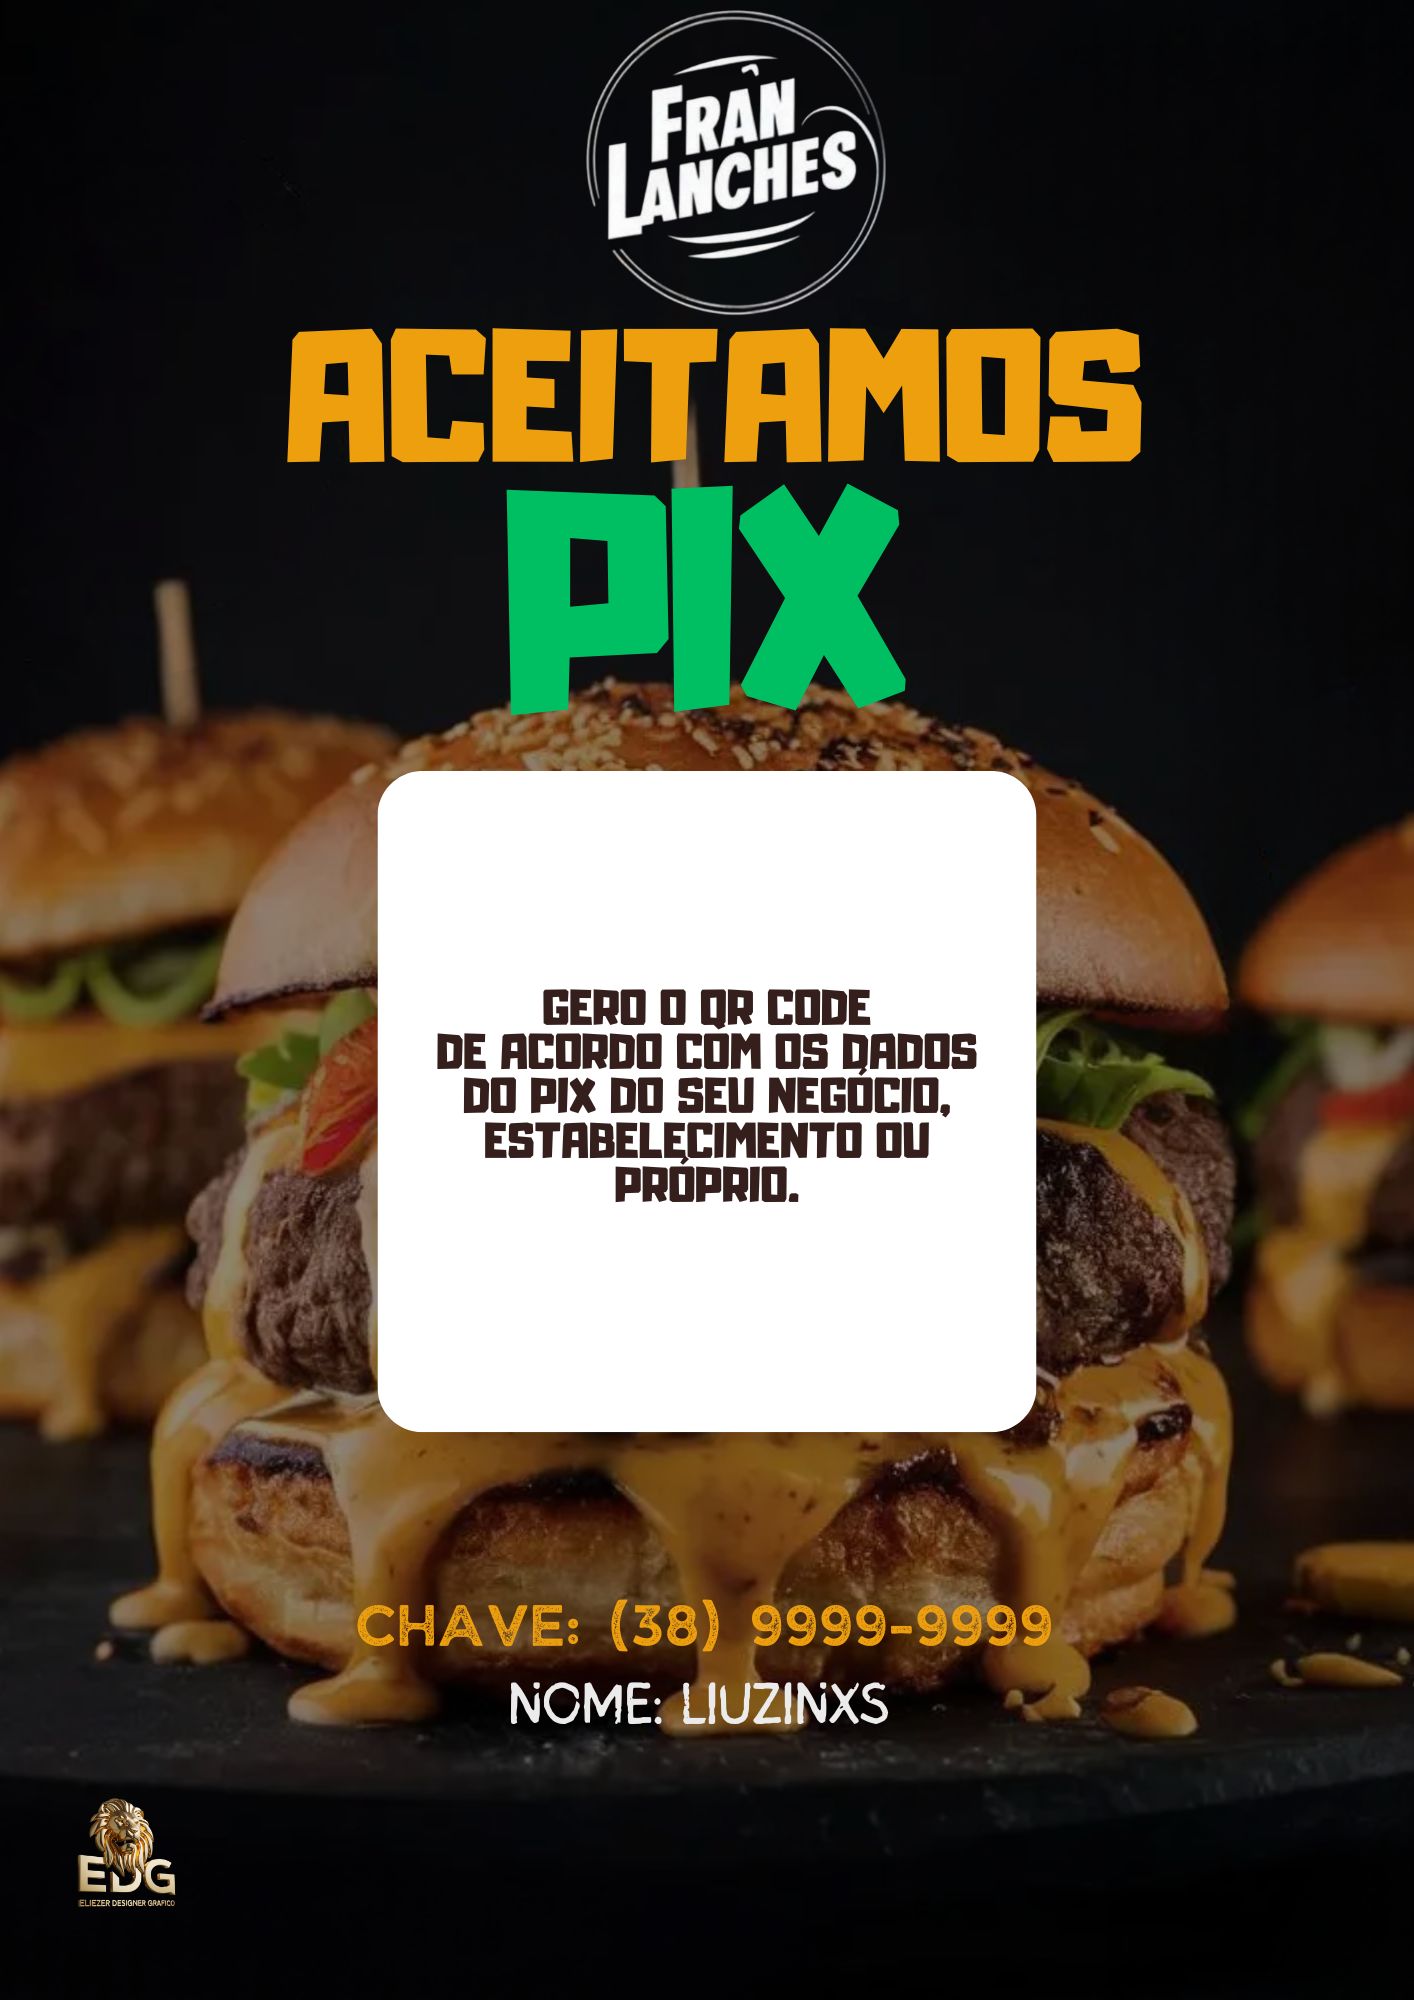 FRAN
LANCHES
ACEITAMOS
PIX
GERO O QR CODE
DE ACORDO COM OS DADOS
DO PIX DO SEU NEGÓCIO,
ESTABELECIMENTO OU
PRÓPRIO.
CHAVE: (38) 9999-9999
NOME: LIUZINXS
EDG
ELIEZER DESIGNER GRAFICO